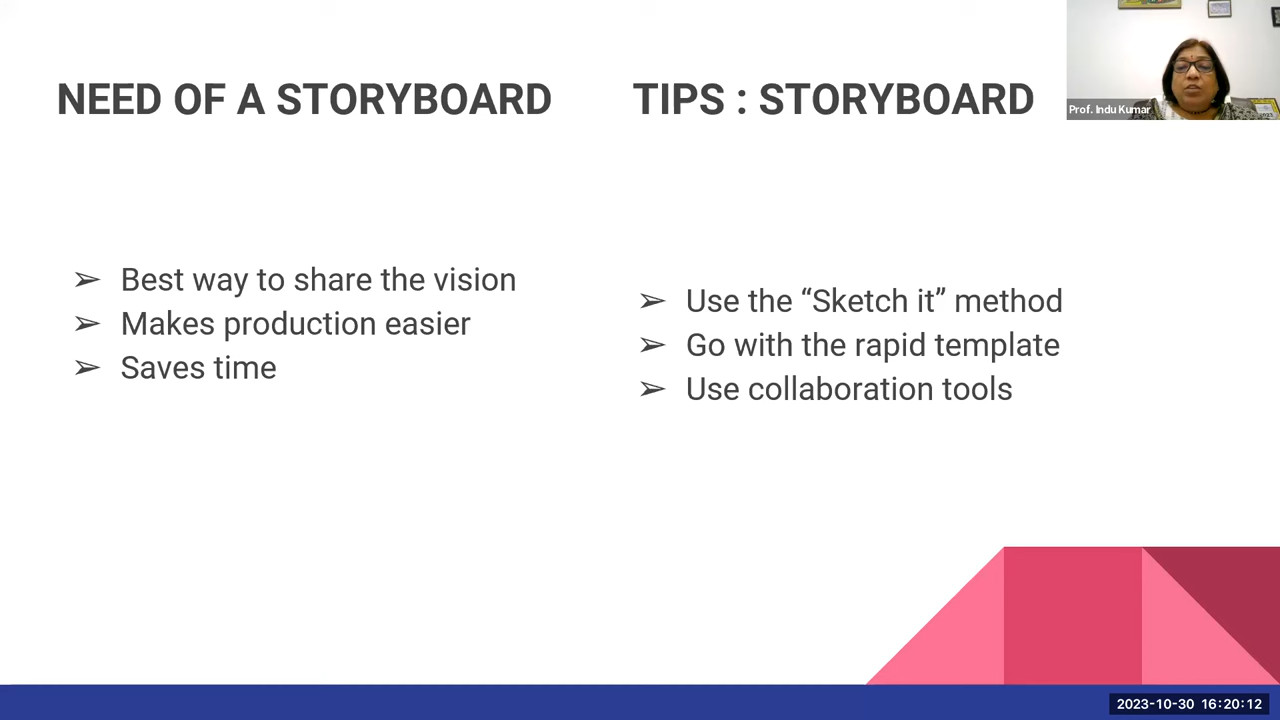 NEED OF A STORYBOARD
➢ Best way to share the vision
➢ Makes production easier
➢ Saves time
TIPS : STORYBOARD
➢ Use the “Sketch it” method
➢ Go with the rapid template
➢ Use collaboration tools
Prof. Indu Kumar
2023-10-30 16:20:12